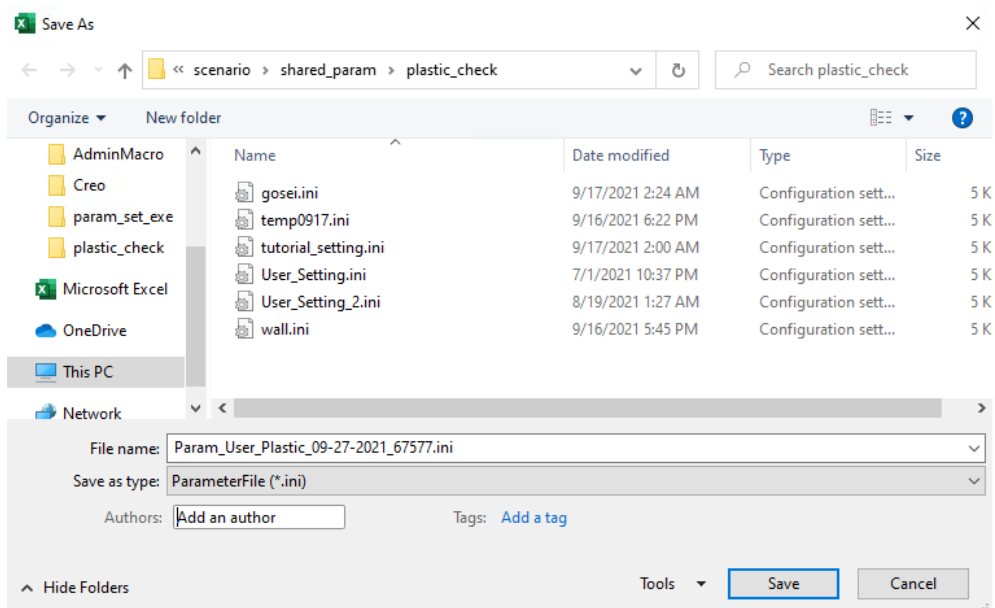 Save As
« scenario › shared_param › plastic_check
Search plastic_check
Organize
New folder
?
AdminMacro
Creo
param_set_exe
plastic_check
Microsoft Excel
OneDrive
This PC
Network
Name Date modified Type Size
gosei.ini 9/17/2021 2:24 AM Configuration sett... 5 K
temp0917.ini 9/16/2021 6:22 PM Configuration sett... 5 K
tutorial_setting.ini 9/17/2021 2:00 AM Configuration sett... 5 K
User_Setting.ini 7/1/2021 10:37 PM Configuration sett... 5 K
User_Setting_2.ini 8/19/2021 1:27 AM Configuration sett... 5 K
wall.ini 9/16/2021 5:45 PM Configuration sett... 5 K
File name: Param_User_Plastic_09-27-2021_67577.ini
Save as type: ParameterFile (*.ini)
Authors: Add an author Tags: Add a tag
Hide Folders Tools Save Cancel